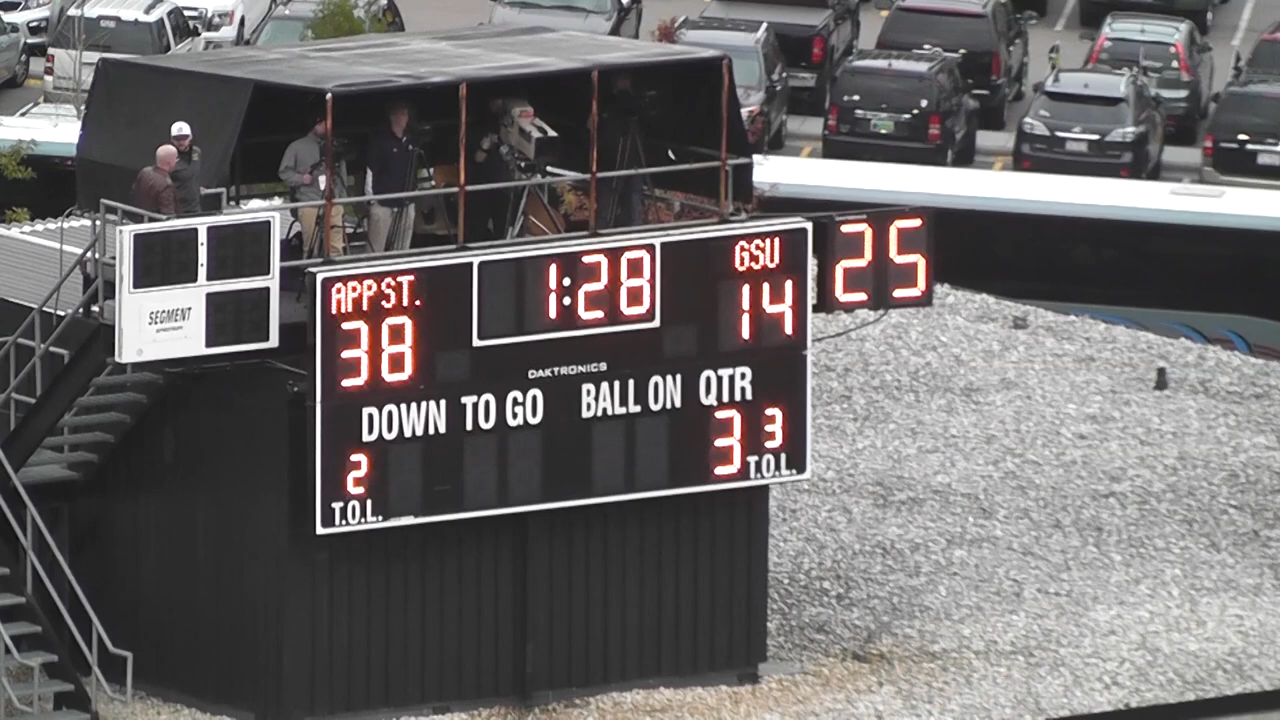 APP ST. 1:28 GSU 25
38 14
SEGMENT
DAKTRONICS
DOWN TO GO BALL ON QTR
2 3 3
T.O.L. T.O.L.